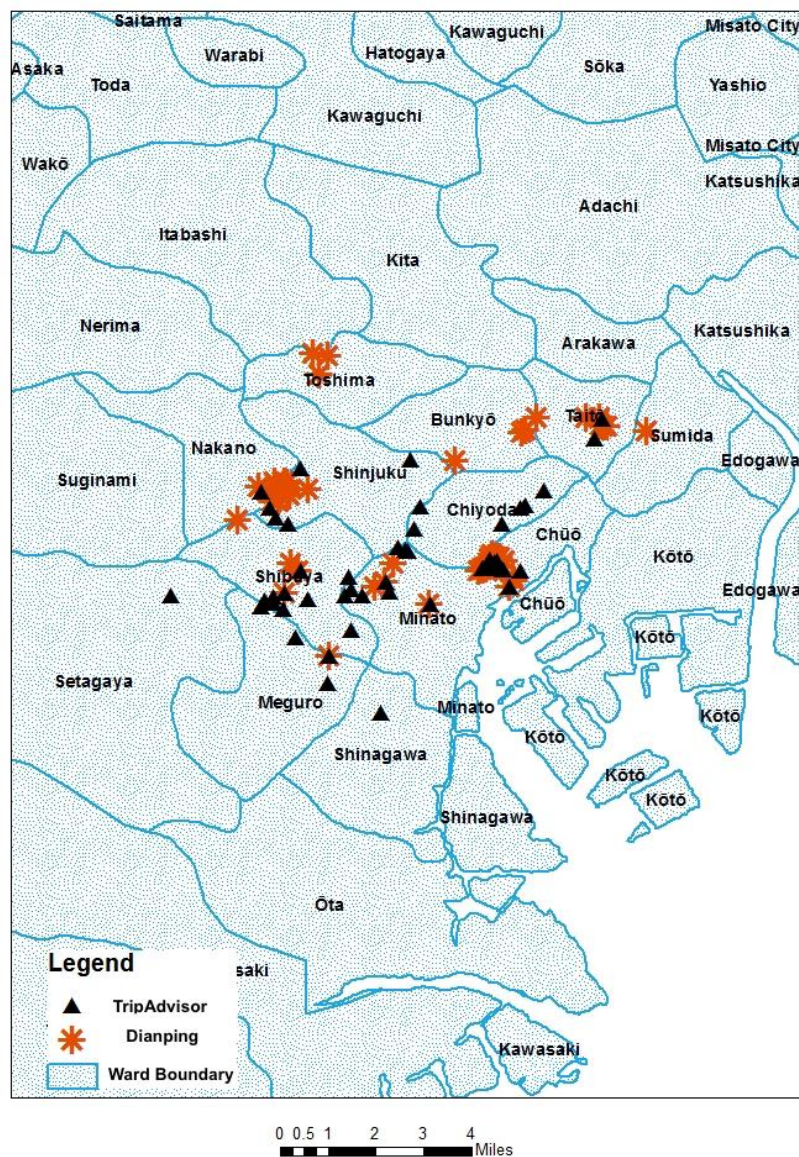 Saitama
Kawaguchi
Misato City
Warabi
Hatogaya
Asaka
Sōka
Toda
Yashio
Kawaguchi
Misato City
Wakō
Katsushika
Adachi
Itabashi
Kita
Nerima
Katsushika
Arakawa
Toshima
Bunkyō
Taitō
Sumida
Nakano
Edogawa
Shinjuku
Suginami
Chiyoda
Chūō
Kōtō
Shibuya
Edogawa
Chūō
Minato
Kōtō
Setagaya
Meguro
Minato
Kōtō
Kōtō
Shinagawa
Kōtō
Kōtō
Shinagawa
Ōta
Legend
saki
TripAdvisor
Dianping
Kawasaki
Ward Boundary
0 0.5 1 2 3 4
Miles